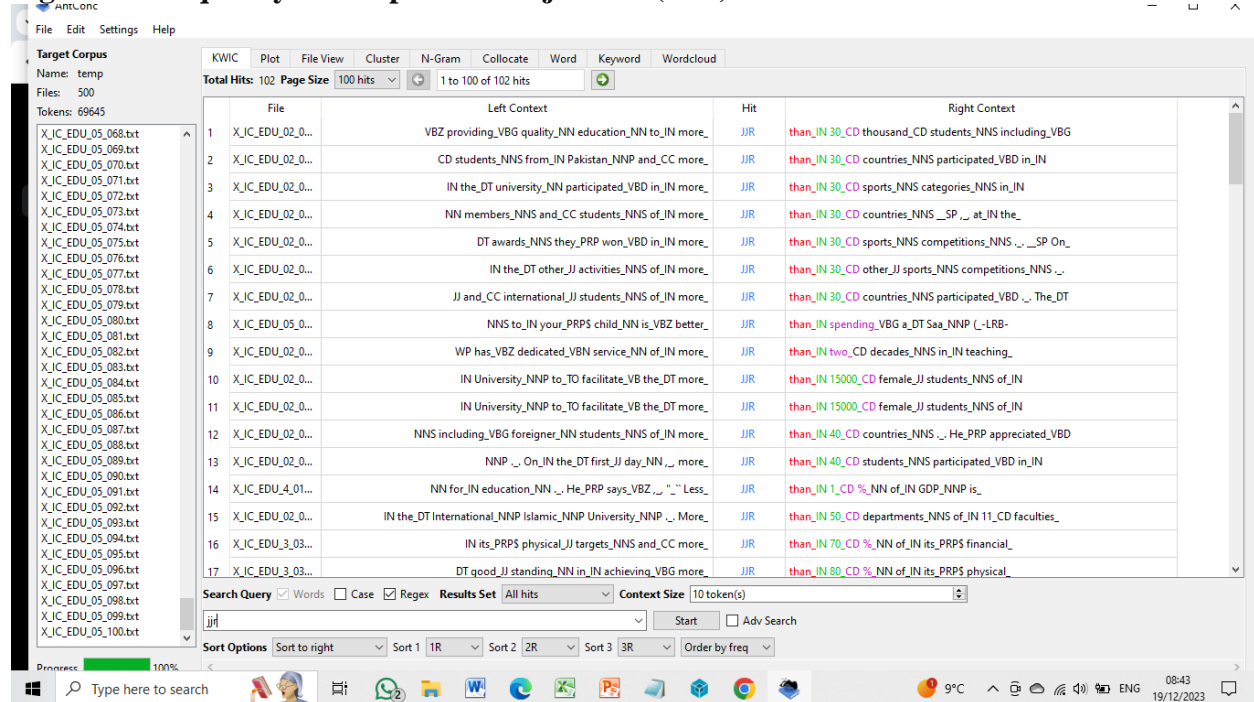 AntConc
File Edit Settings Help
Target Corpus
Name: temp
Files: 500
Tokens: 69645
X_IC_EDU_05_068.txt
X_IC_EDU_05_069.txt
X_IC_EDU_05_070.txt
X_IC_EDU_05_071.txt
X_IC_EDU_05_072.txt
X_IC_EDU_05_073.txt
X_IC_EDU_05_074.txt
X_IC_EDU_05_075.txt
X_IC_EDU_05_076.txt
X_IC_EDU_05_077.txt
X_IC_EDU_05_078.txt
X_IC_EDU_05_079.txt
X_IC_EDU_05_080.txt
X_IC_EDU_05_081.txt
X_IC_EDU_05_082.txt
X_IC_EDU_05_083.txt
X_IC_EDU_05_084.txt
X_IC_EDU_05_085.txt
X_IC_EDU_05_086.txt
X_IC_EDU_05_087.txt
X_IC_EDU_05_088.txt
X_IC_EDU_05_089.txt
X_IC_EDU_05_090.txt
X_IC_EDU_05_091.txt
X_IC_EDU_05_092.txt
X_IC_EDU_05_093.txt
X_IC_EDU_05_094.txt
X_IC_EDU_05_095.txt
X_IC_EDU_05_096.txt
X_IC_EDU_05_097.txt
X_IC_EDU_05_098.txt
X_IC_EDU_05_099.txt
X_IC_EDU_05_100.txt
Progress 100%
KWIC Plot File View Cluster N-Gram Collocate Word Keyword Wordcloud
Total Hits: 102 Page Size 100 hits 1 to 100 of 102 hits
File Left Context Hit Right Context
1 X_IC_EDU_02_0... VBZ providing_VBG quality_NN education_NN to_IN more_ JJR than_IN 30_CD thousand_CD students_NNS including_VBG
2 X_IC_EDU_02_0... CD students_NNS from_IN Pakistan_NNP and_CC more_ JJR than_IN 30_CD countries_NNS participated_VBD in_IN
3 X_IC_EDU_02_0... IN the_DT university_NN participated_VBD in_IN more_ JJR than_IN 30_CD sports_NNS categories_NNS in_IN
4 X_IC_EDU_02_0... NN members_NNS and_CC students_NNS of_IN more_ JJR than_IN 30_CD countries_NNS __SP ,_, at_IN the_
5 X_IC_EDU_02_0... DT awards_NNS they_PRP won_VBD in_IN more_ JJR than_IN 30_CD sports_NNS competitions_NNS ._. __SP On_
6 X_IC_EDU_02_0... IN the_DT other_JJ activities_NNS of_IN more_ JJR than_IN 30_CD other_JJ sports_NNS competitions_NNS ._.
7 X_IC_EDU_02_0... JJ and_CC international_JJ students_NNS of_IN more_ JJR than_IN 30_CD countries_NNS participated_VBD ._. The_DT
8 X_IC_EDU_05_0... NNS to_IN your_PRP$ child_NN is_VBZ better_ JJR than_IN spending_VBG a_DT Saa_NNP (_-LRB-
9 X_IC_EDU_02_0... WP has_VBZ dedicated_VBN service_NN of_IN more_ JJR than_IN two_CD decades_NNS in_IN teaching_
10 X_IC_EDU_02_0... IN University_NNP to_TO facilitate_VB the_DT more_ JJR than_IN 15000_CD female_JJ students_NNS of_IN
11 X_IC_EDU_02_0... IN University_NNP to_TO facilitate_VB the_DT more_ JJR than_IN 15000_CD female_JJ students_NNS of_IN
12 X_IC_EDU_02_0... NNS including_VBG foreigner_NN students_NNS of_IN more_ JJR than_IN 40_CD countries_NNS ._. He_PRP appreciated_VBD
13 X_IC_EDU_02_0... NNP ._. On_IN the_DT first_JJ day_NN ,_, more_ JJR than_IN 40_CD students_NNS participated_VBD in_IN
14 X_IC_EDU_4_01... NN for_IN education_NN ._. He_PRP says_VBZ ,_, "_`` Less_ JJR than_IN 1_CD %_NN of_IN GDP_NNP is_
15 X_IC_EDU_02_0... IN the_DT International_NNP Islamic_NNP University_NNP ._. More_ JJR than_IN 50_CD departments_NNS of_IN 11_CD faculties_
16 X_IC_EDU_3_03... IN its_PRP$ physical_JJ targets_NNS and_CC more_ JJR than_IN 70_CD %_NN of_IN its_PRP$ financial_
17 X_IC_EDU_3_03... DT good_JJ standing_NN in_IN achieving_VBG more_ JJR than_IN 80_CD %_NN of_IN its_PRP$ physical_
Search Query Words Case Regex Results Set All hits Context Size 10 token(s)
jjr Start Adv Search
Sort Options Sort to right Sort 1 1R Sort 2 2R Sort 3 3R Order by freq
Type here to search 2 9°C ENG 08:43
19/12/2023